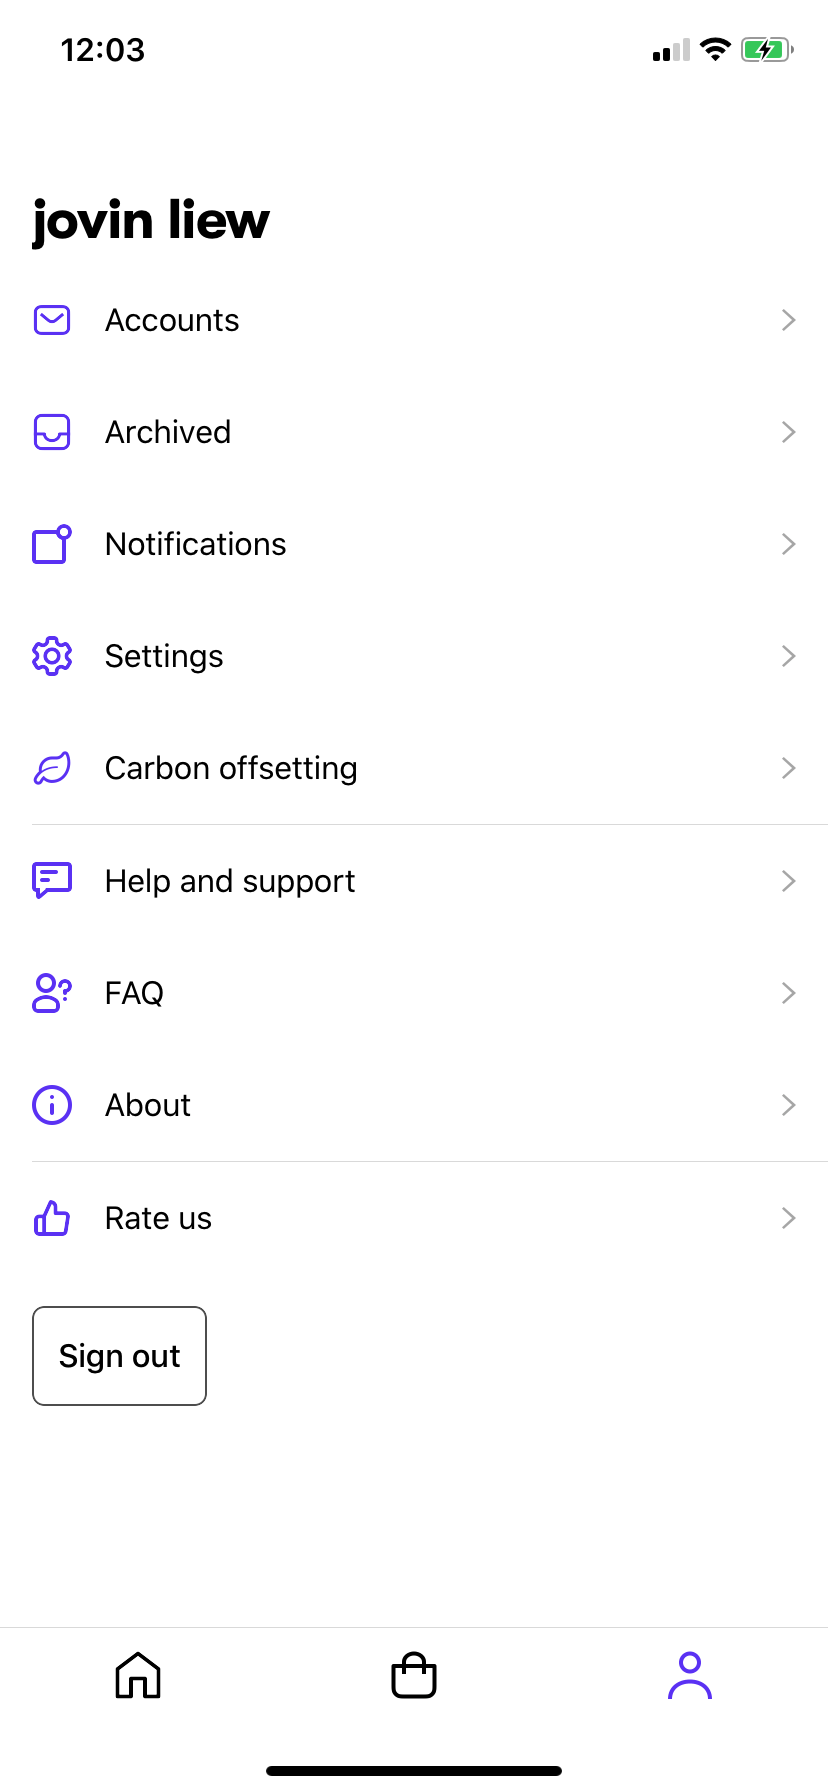 12:03
jovin liew
Accounts
Archived
Notifications
Settings
Carbon offsetting
Help and support
FAQ
About
Rate us
Sign out